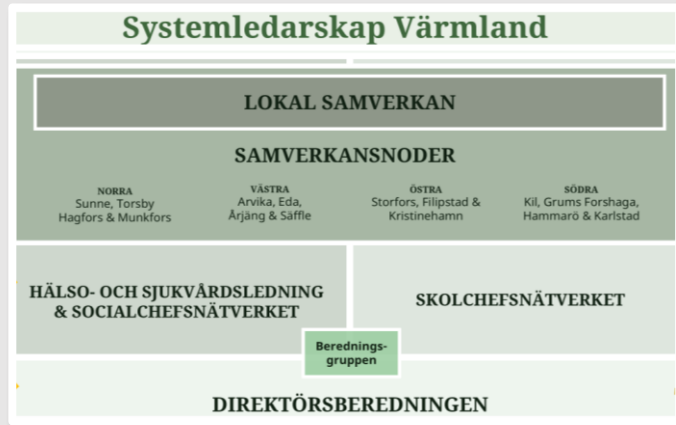 Systemledarskap Värmland
LOKAL SAMVERKAN
SAMVERKANSNODER
NORRA
Sunne, Torsby
Hagfors & Munkfors
VÄSTRA
Arvika, Eda,
Årjäng & Säffle
ÖSTRA
Storfors, Filipstad &
Kristinehamn
SÖDRA
Kil, Grums Forshaga,
Hammarö & Karlstad
HÄLSO- OCH SJUKVÅRDSLEDNING
& SOCIALCHEFSNÄTVERKET
SKOLCHEFSNÄTVERKET
Berednings-
gruppen
DIREKTÖRSBEREDNINGEN